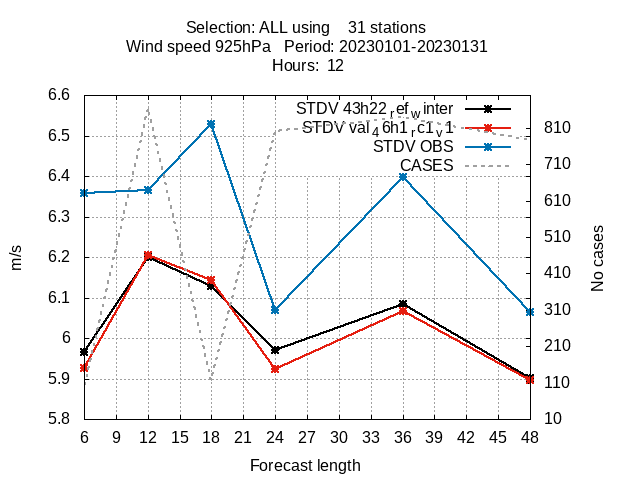 Selection: ALL using    31 stations
Wind speed 925hPa   Period: 20230101-20230131
Hours:  12
STDV 43h22_ref_winter
STDV val_46h1_rc1_v1
STDV OBS
CASES
6.6
6.5
6.4
6.3
6.2
6.1
6
5.9
5.8
m/s
810
710
610
510
410
310
210
110
10
No cases
6 9 12 15 18 21 24 27 30 33 36 39 42 45 48
Forecast length